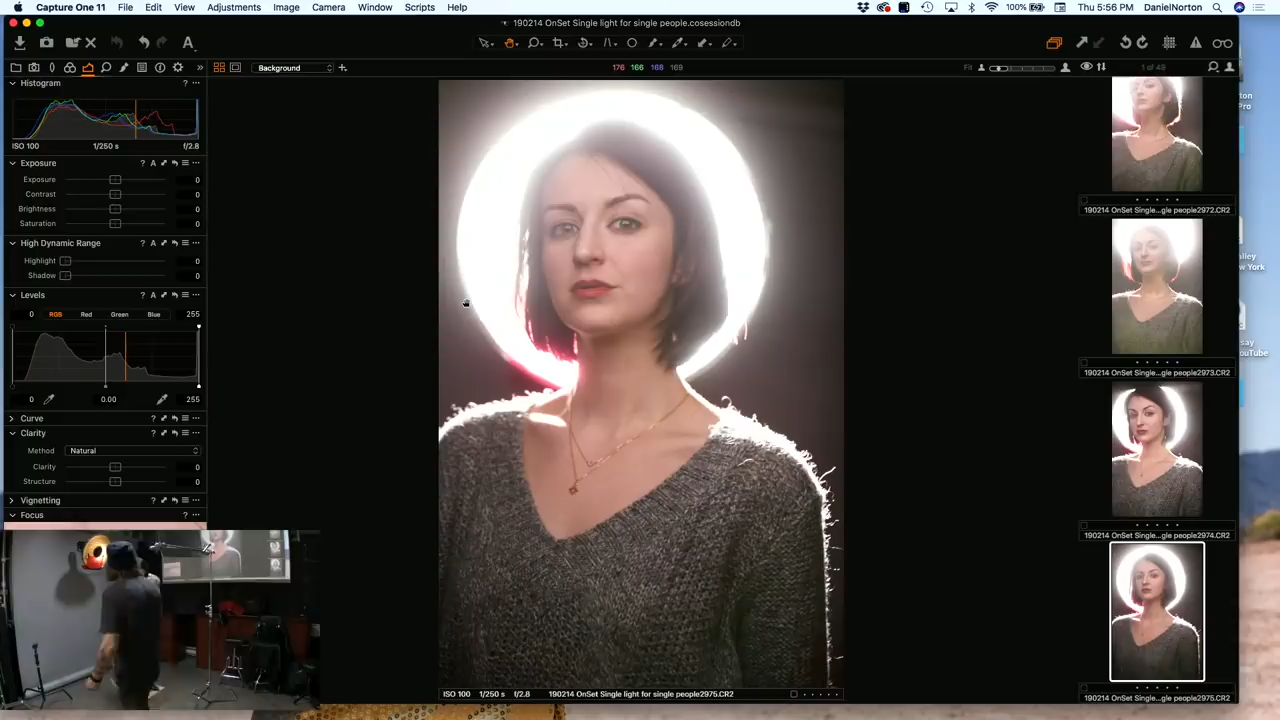 Capture One 11 File Edit View Adjustments Image Camera Window Scripts Help 100% Thu 5:56 PM DanielNorton
190214 OnSet Single light for single people.cosessiondb
Background 176 166 168 169 Fit 1 of 49
Histogram
ISO 100 1/250 s f/2.8
Exposure
Exposure 0
Contrast 0
Brightness 0
Saturation 0
High Dynamic Range
Highlight 0
Shadow 0
Levels
0 RGB Red Green Blue 255
0 0.00 255
Curve
Clarity
Method Natural
Clarity 0
Structure 0
Vignetting
Focus
190214 OnSet Single...gle people2972.CR2
190214 OnSet Single...gle people2973.CR2
190214 OnSet Single...gle people2974.CR2
190214 OnSet Single...gle people2975.CR2
ISO 100 1/250 s f/2.8 190214 OnSet Single light for single people2975.CR2